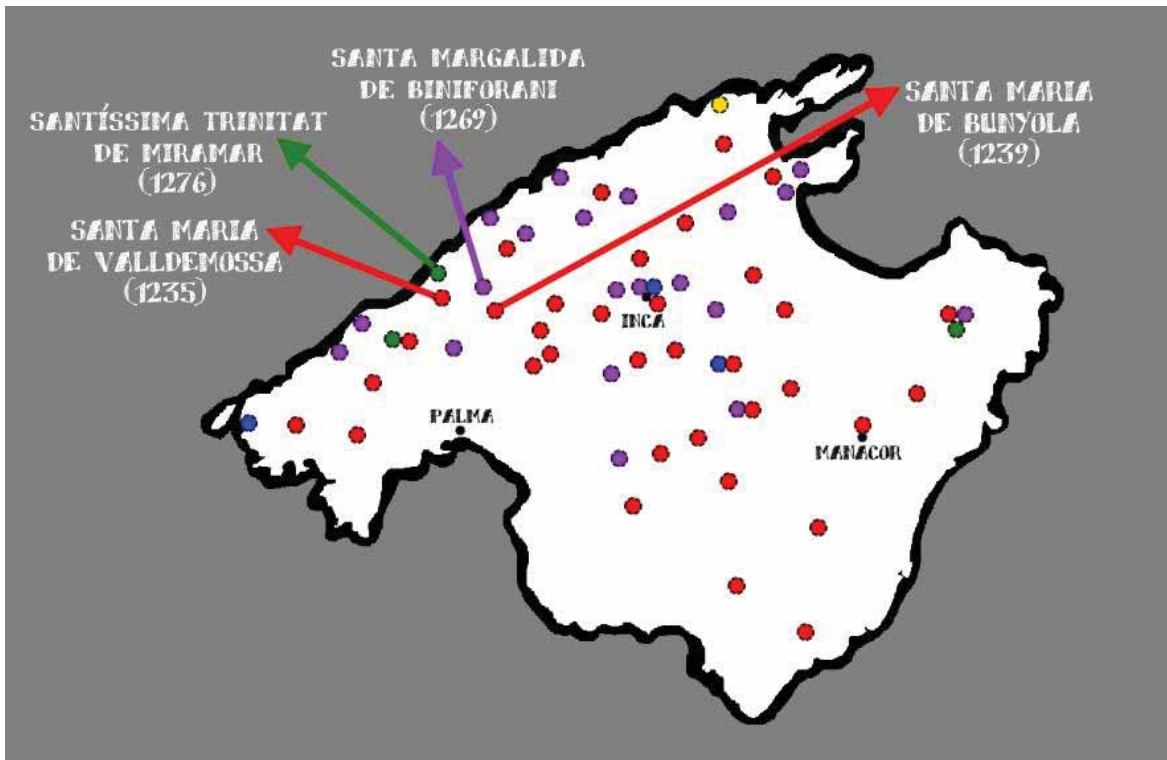 SANTA MARGALIDA
DE BINIFORANI
(1269)
SANTA MARIA
DE BUNYOLA
(1239)
SANTÍSSIMA TRINITAT
DE MIRAMAR
(1276)
SANTA MARIA
DE VALLDEMOSSA
(1235)
INCA
PALMA
MANACOR